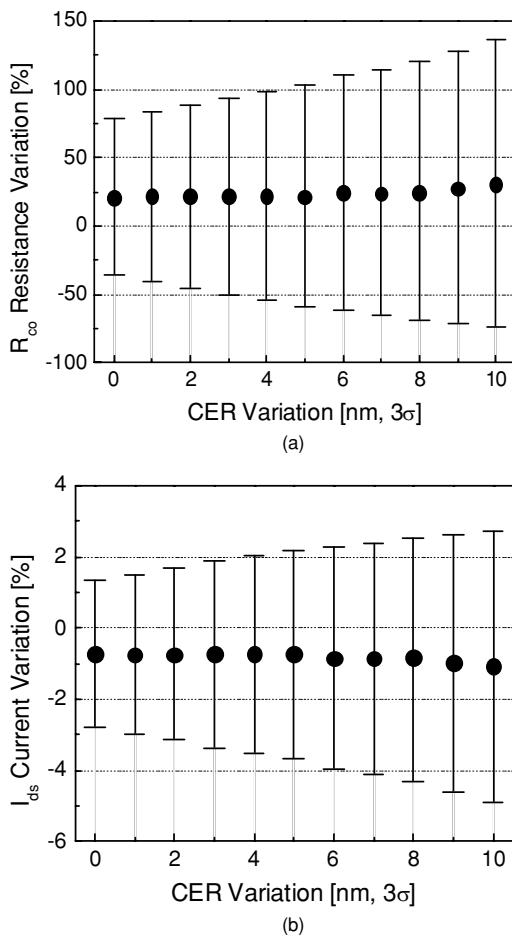 150
100
50
0
-50
-100
R_co Resistance Variation [%]
0 2 4 6 8 10
CER Variation [nm, 3σ]
(a)
4
2
0
-2
-4
-6
I_ds Current Variation [%]
0 2 4 6 8 10
CER Variation [nm, 3σ]
(b)